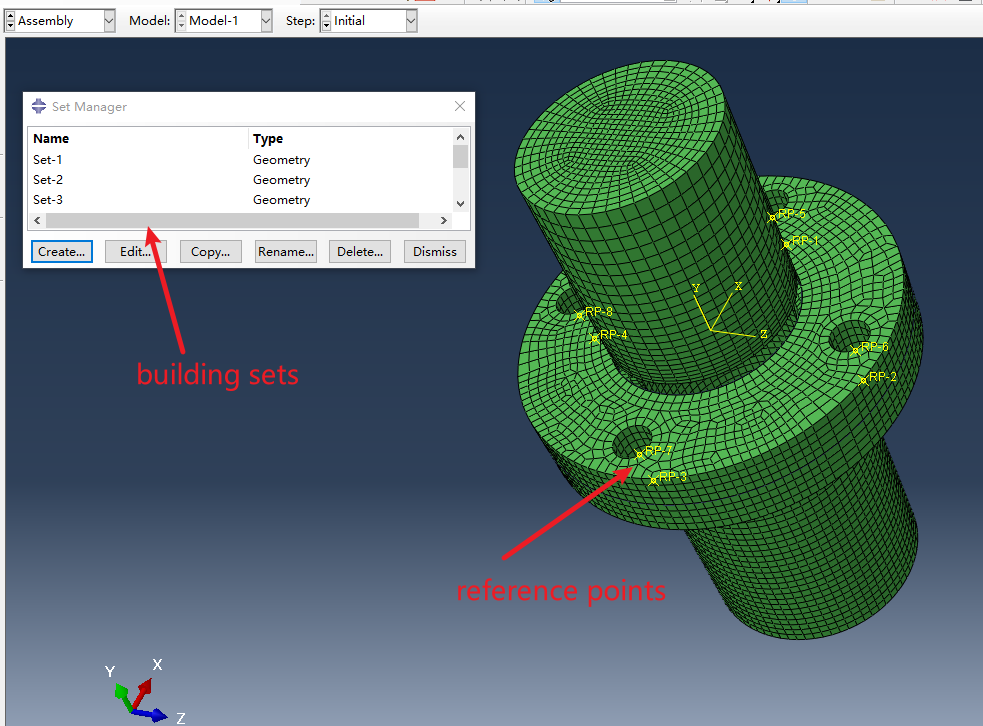 Assembly Model: Model-1 Step: Initial
Set Manager
Name Type
Set-1 Geometry
Set-2 Geometry
Set-3 Geometry
Create... Edit... Copy... Rename... Delete... Dismiss
building sets
RP-5
RP-1
Y X Z
RP-8
RP-4
RP-6
RP-2
RP-7
RP-3
reference points
Y X Z